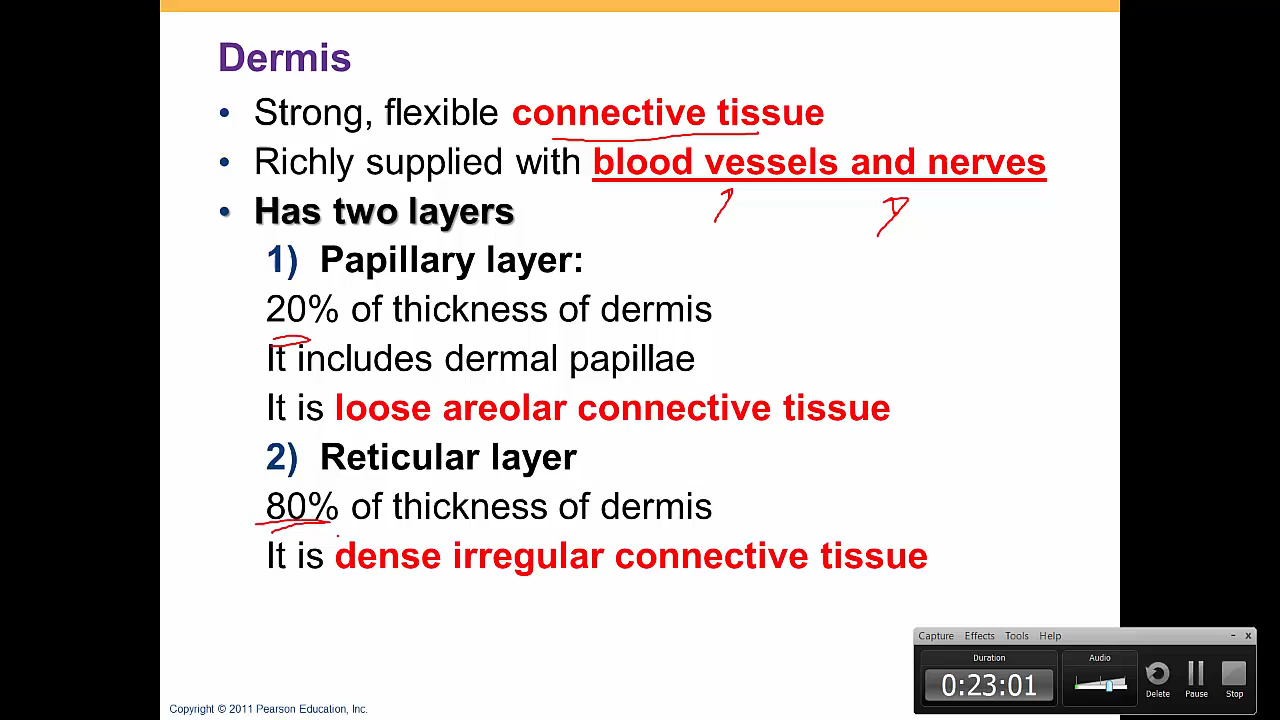 Dermis
• Strong, flexible connective tissue
• Richly supplied with blood vessels and nerves
• Has two layers
1) Papillary layer:
20% of thickness of dermis
It includes dermal papillae
It is loose areolar connective tissue
2) Reticular layer
80% of thickness of dermis
It is dense irregular connective tissue
Capture Effects Tools Help
Duration Audio
0:23:01
Delete Pause Stop
Copyright © 2011 Pearson Education, Inc.